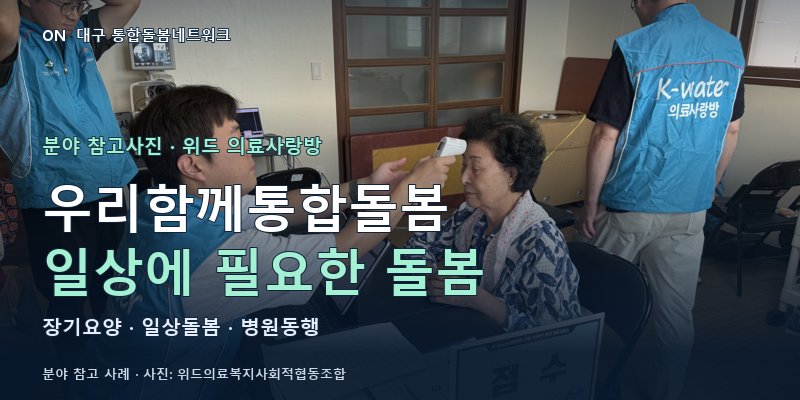 ON 대구 통합돌봄네트워크
K-water
의료사랑방
분야 참고사진 · 위드 의료사랑방
우리함께통합돌봄
일상에 필요한 돌봄
장기요양 · 일상돌봄 · 병원동행
접수
분야 참고 사례 · 사진: 위드의료복지사회적협동조합